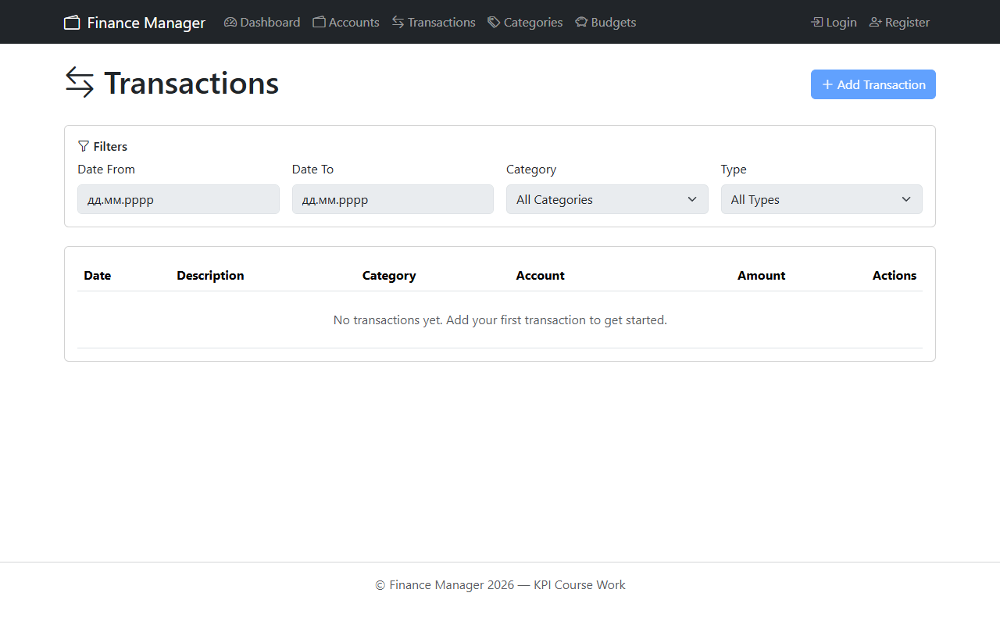 Finance Manager Dashboard Accounts Transactions Categories Budgets Login Register
Transactions
+ Add Transaction
Filters
Date From Date To Category Type
дд.мм.рррр дд.мм.рррр All Categories All Types
Date Description Category Account Amount Actions
No transactions yet. Add your first transaction to get started.
© Finance Manager 2026 — KPI Course Work